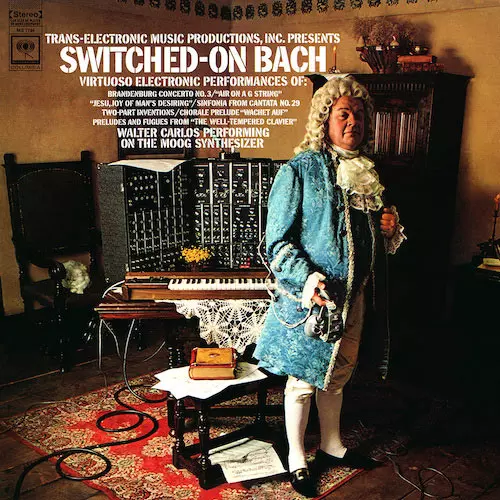 Stereo
TRANS-ELECTRONIC MUSIC PRODUCTIONS, INC. PRESENTS
SWITCHED-ON BACH
VIRTUOSO ELECTRONIC PERFORMANCES OF:
BRANDENBURG CONCERTO NO.3/"AIR ON A G STRING"
"JESU, JOY OF MAN'S DESIRING"/SINFONIA FROM CANTATA NO.29
TWO-PART INVENTIONS/CHORALE PRELUDE "WACHET AUF"
PRELUDES AND FUGUES FROM "THE WELL-TEMPERED CLAVIER"
WALTER CARLOS PERFORMING
ON THE MOOG SYNTHESIZER